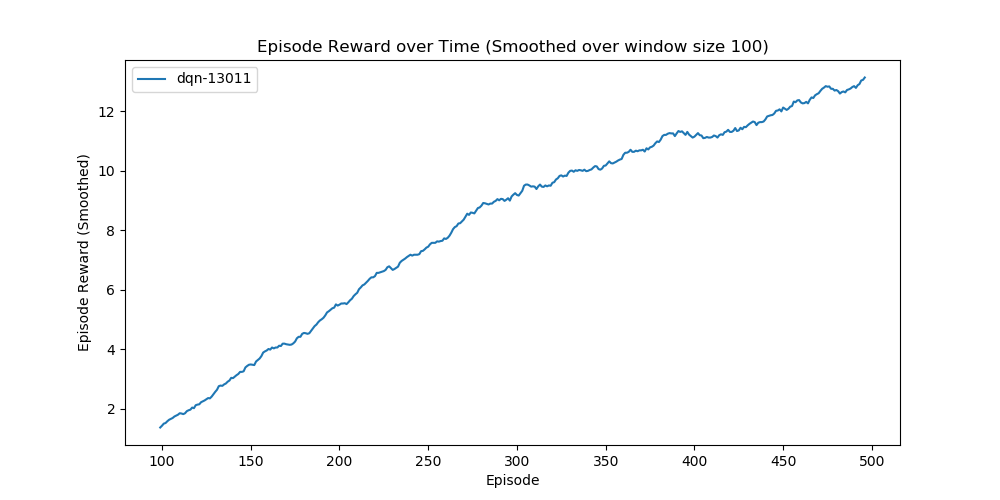 Episode Reward over Time (Smoothed over window size 100)
dqn-13011
Episode Reward (Smoothed)
12
10
8
6
4
2
100 150 200 250 300 350 400 450 500
Episode